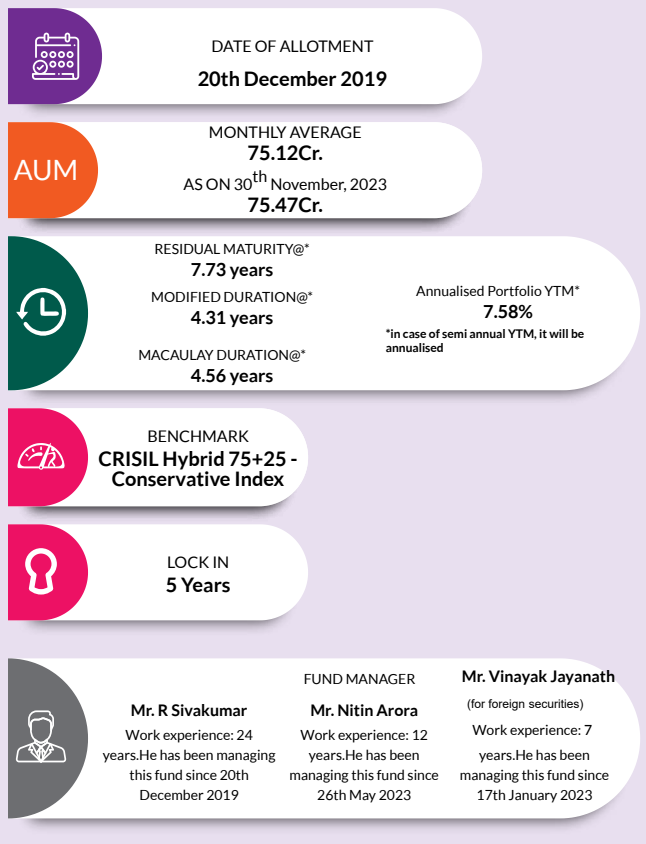 DATE OF ALLOTMENT
20th December 2019
AUM
MONTHLY AVERAGE
75.12Cr.
AS ON 30th November, 2023
75.47Cr.
RESIDUAL MATURITY@*
7.73 years
MODIFIED DURATION@*
4.31 years
MACAULAY DURATION@*
4.56 years
Annualised Portfolio YTM*
7.58%
*in case of semi annual YTM, it will be
annualised
BENCHMARK
CRISIL Hybrid 75+25 -
Conservative Index
LOCK IN
5 Years
FUND MANAGER
Mr. R Sivakumar
Work experience: 24
years.He has been managing
this fund since 20th
December 2019
Mr. Nitin Arora
Work experience: 12
years.He has been
managing this fund since
26th May 2023
Mr. Vinayak Jayanath
(for foreign securities)
Work experience: 7
years.He has been
managing this fund since
17th January 2023